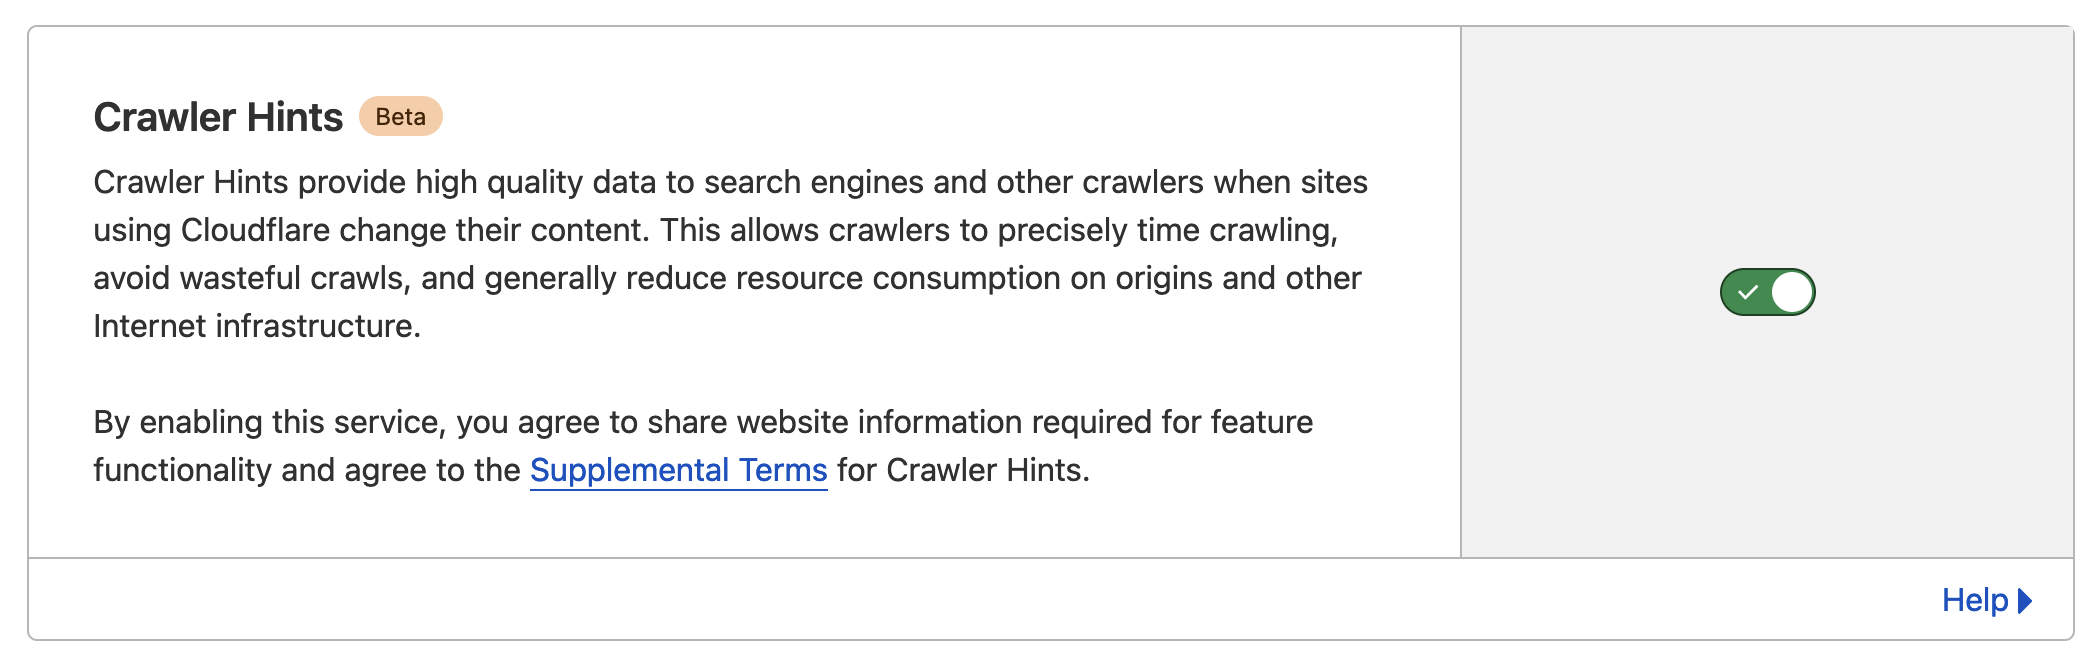 Crawler Hints Beta
Crawler Hints provide high quality data to search engines and other crawlers when sites
using Cloudflare change their content. This allows crawlers to precisely time crawling,
avoid wasteful crawls, and generally reduce resource consumption on origins and other
Internet infrastructure.
By enabling this service, you agree to share website information required for feature
functionality and agree to the Supplemental Terms for Crawler Hints.
Help